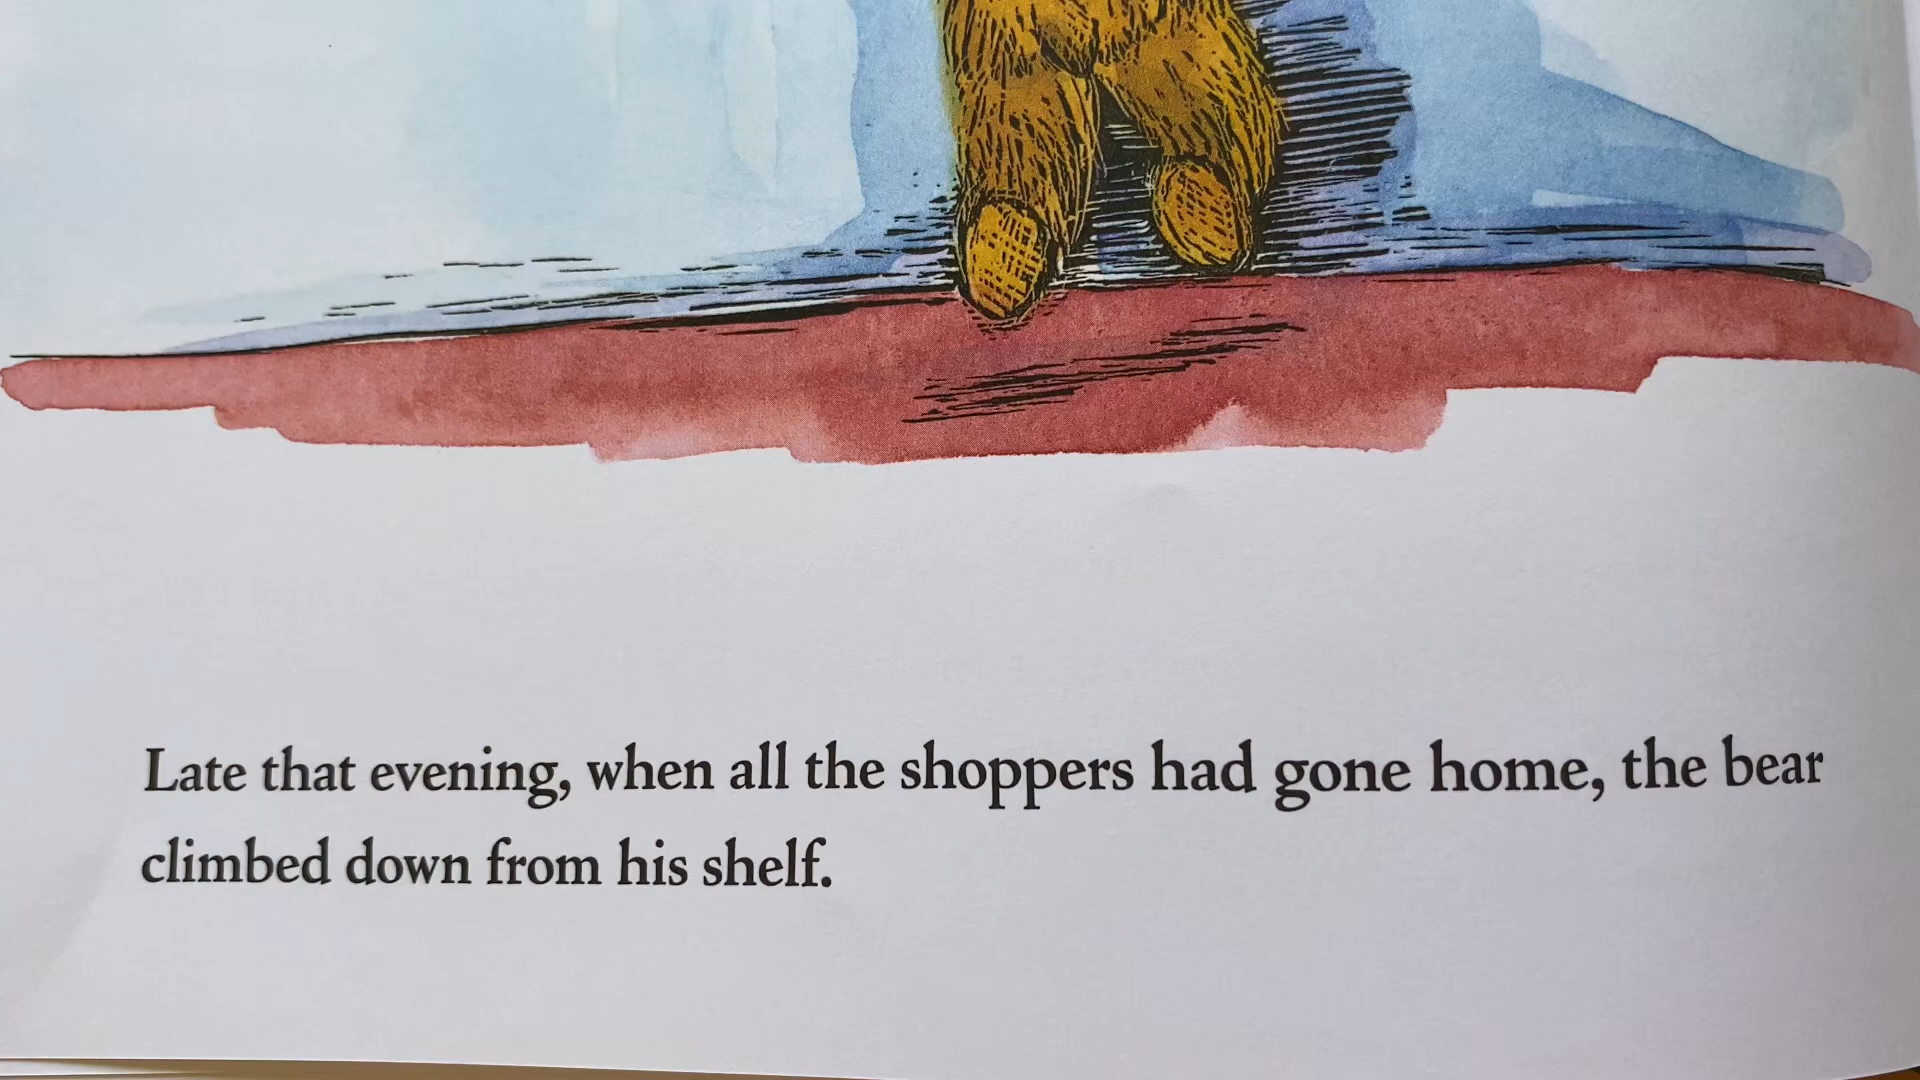 Late that evening, when all the shoppers had gone home, the bear
climbed down from his shelf.